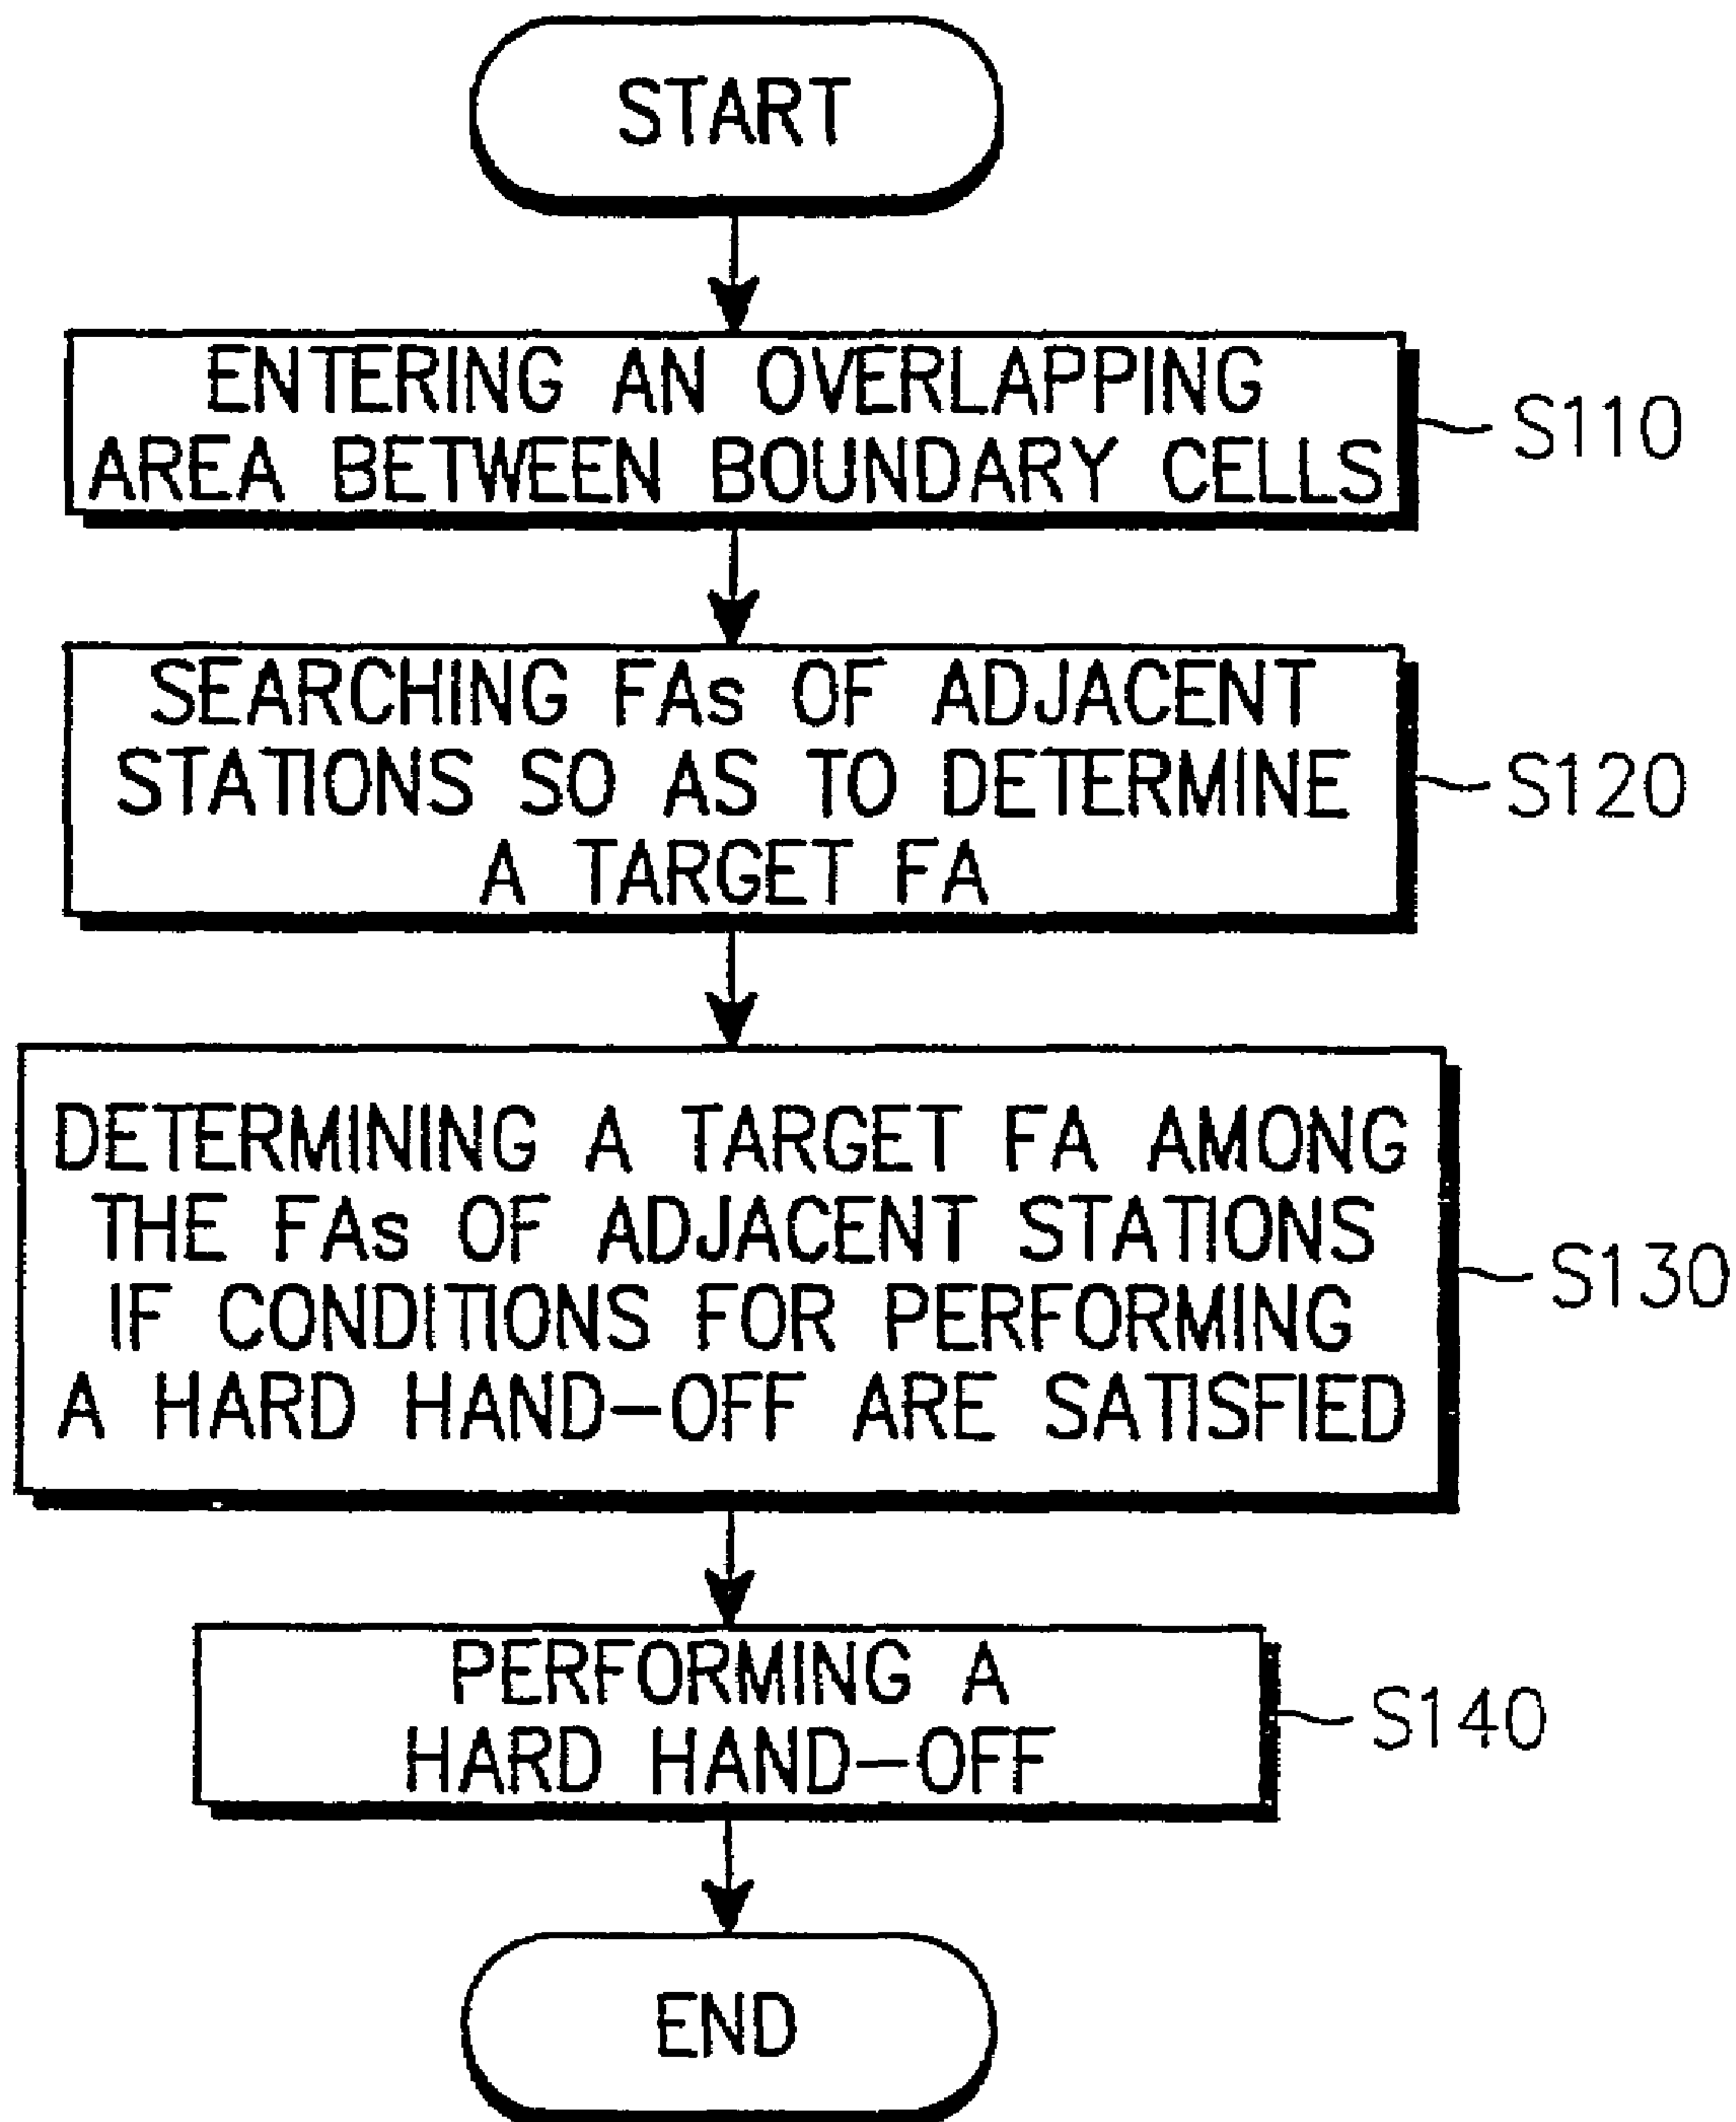 START
ENTERING AN OVERLAPPING
AREA BETWEEN BOUNDARY CELLS
S110
SEARCHING FAs OF ADJACENT
STATIONS SO AS TO DETERMINE
A TARGET FA
S120
DETERMINING A TARGET FA AMONG
THE FAs OF ADJACENT STATIONS
IF CONDITIONS FOR PERFORMING
A HARD HAND-OFF ARE SATISFIED
S130
PERFORMING A
HARD HAND-OFF
S140
END